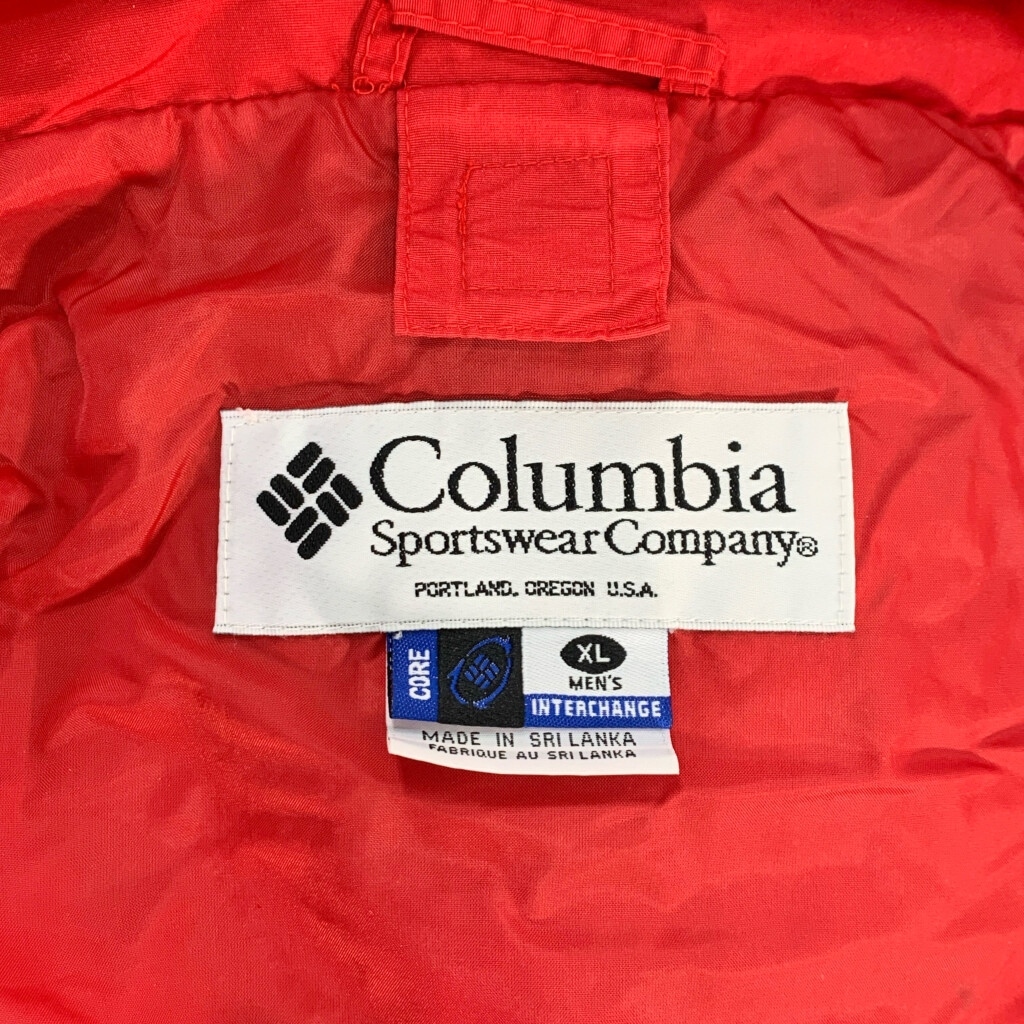 Columbia
Sportswear Company®
PORTLAND, OREGON U.S.A.
CORE
XL
MEN'S
INTERCHANGE
MADE IN SRI LANKA
FABRIQUE AU SRI LANKA